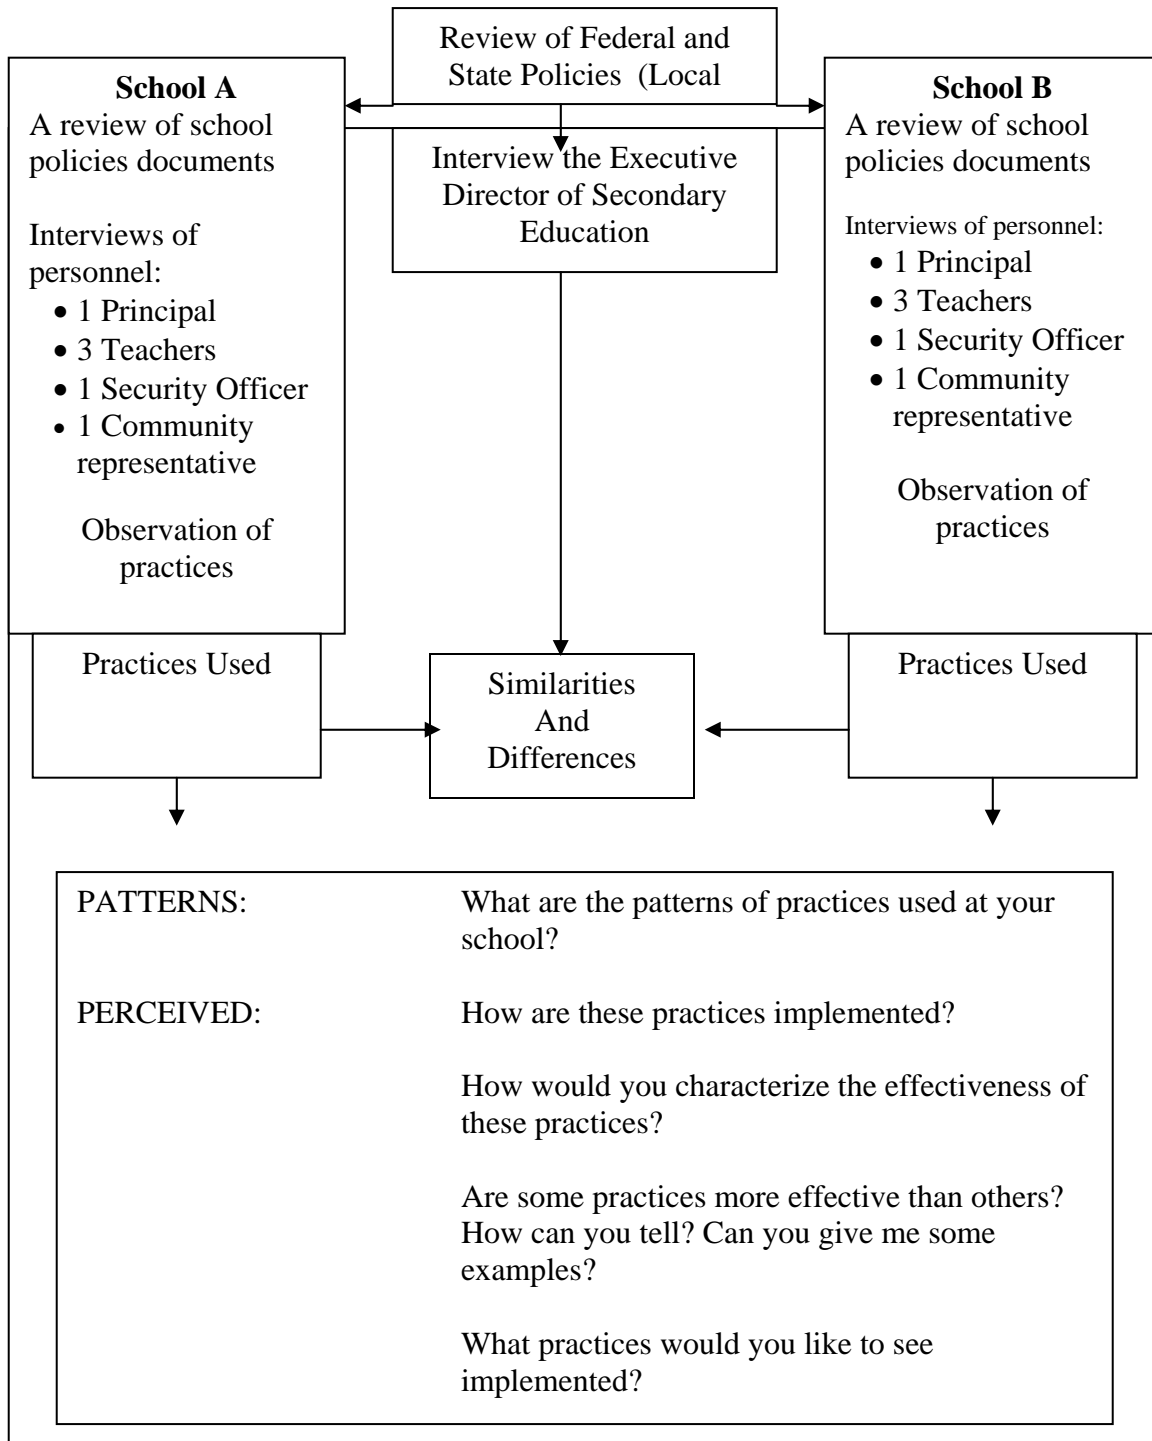 Review of Federal and
State Policies (Local
School A
A review of school
policies documents
Interviews of
personnel:
• 1 Principal
• 3 Teachers
• 1 Security Officer
• 1 Community
representative
Observation of
practices
Interview the Executive
Director of Secondary
Education
School B
A review of school
policies documents
Interviews of personnel:
• 1 Principal
• 3 Teachers
• 1 Security Officer
• 1 Community
representative
Observation of
practices
Practices Used
Similarities
And
Differences
Practices Used
PATTERNS: What are the patterns of practices used at your
school?
PERCEIVED: How are these practices implemented?
How would you characterize the effectiveness of
these practices?
Are some practices more effective than others?
How can you tell? Can you give me some
examples?
What practices would you like to see
implemented?